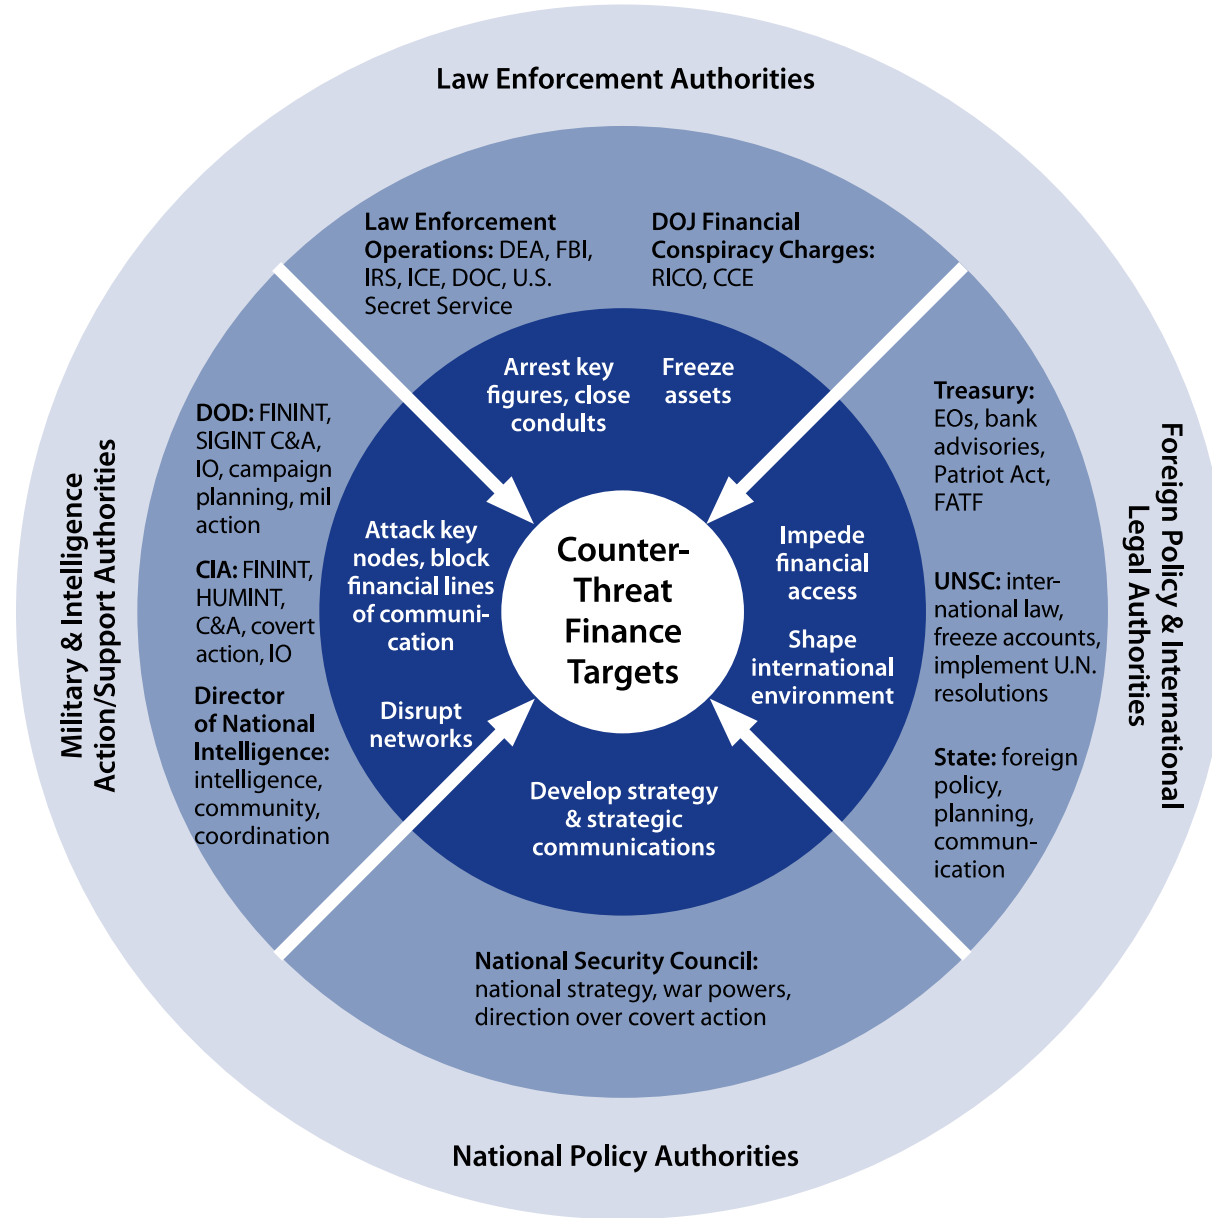 Law Enforcement Authorities
Law Enforcement
Operations: DEA, FBI,
IRS, ICE, DOC, U.S.
Secret Service
DOJ Financial
Conspiracy Charges:
RICO, CCE
Arrest key
figures, close
condults
Freeze
assets
Military & Intelligence
Action/Support Authorities
DOD: FININT,
SIGINT C&A,
IO, campaign
planning, mil
action
CIA: FININT,
HUMINT,
C&A, covert
action, IO
Director
of National
Intelligence:
intelligence,
community,
coordination
Attack key
nodes, block
financial lines
of communi-
cation
Disrupt
networks
Counter-
Threat
Finance
Targets
Impede
financial
access
Shape
international
environment
Treasury:
EOs, bank
advisories,
Patriot Act,
FATF
UNSC: inter-
national law,
freeze accounts,
implement U.N.
resolutions
State: foreign
policy,
planning,
commun-
ication
Foreign Policy & International
Legal Authorities
Develop strategy
& strategic
communications
National Security Council:
national strategy, war powers,
direction over covert action
National Policy Authorities